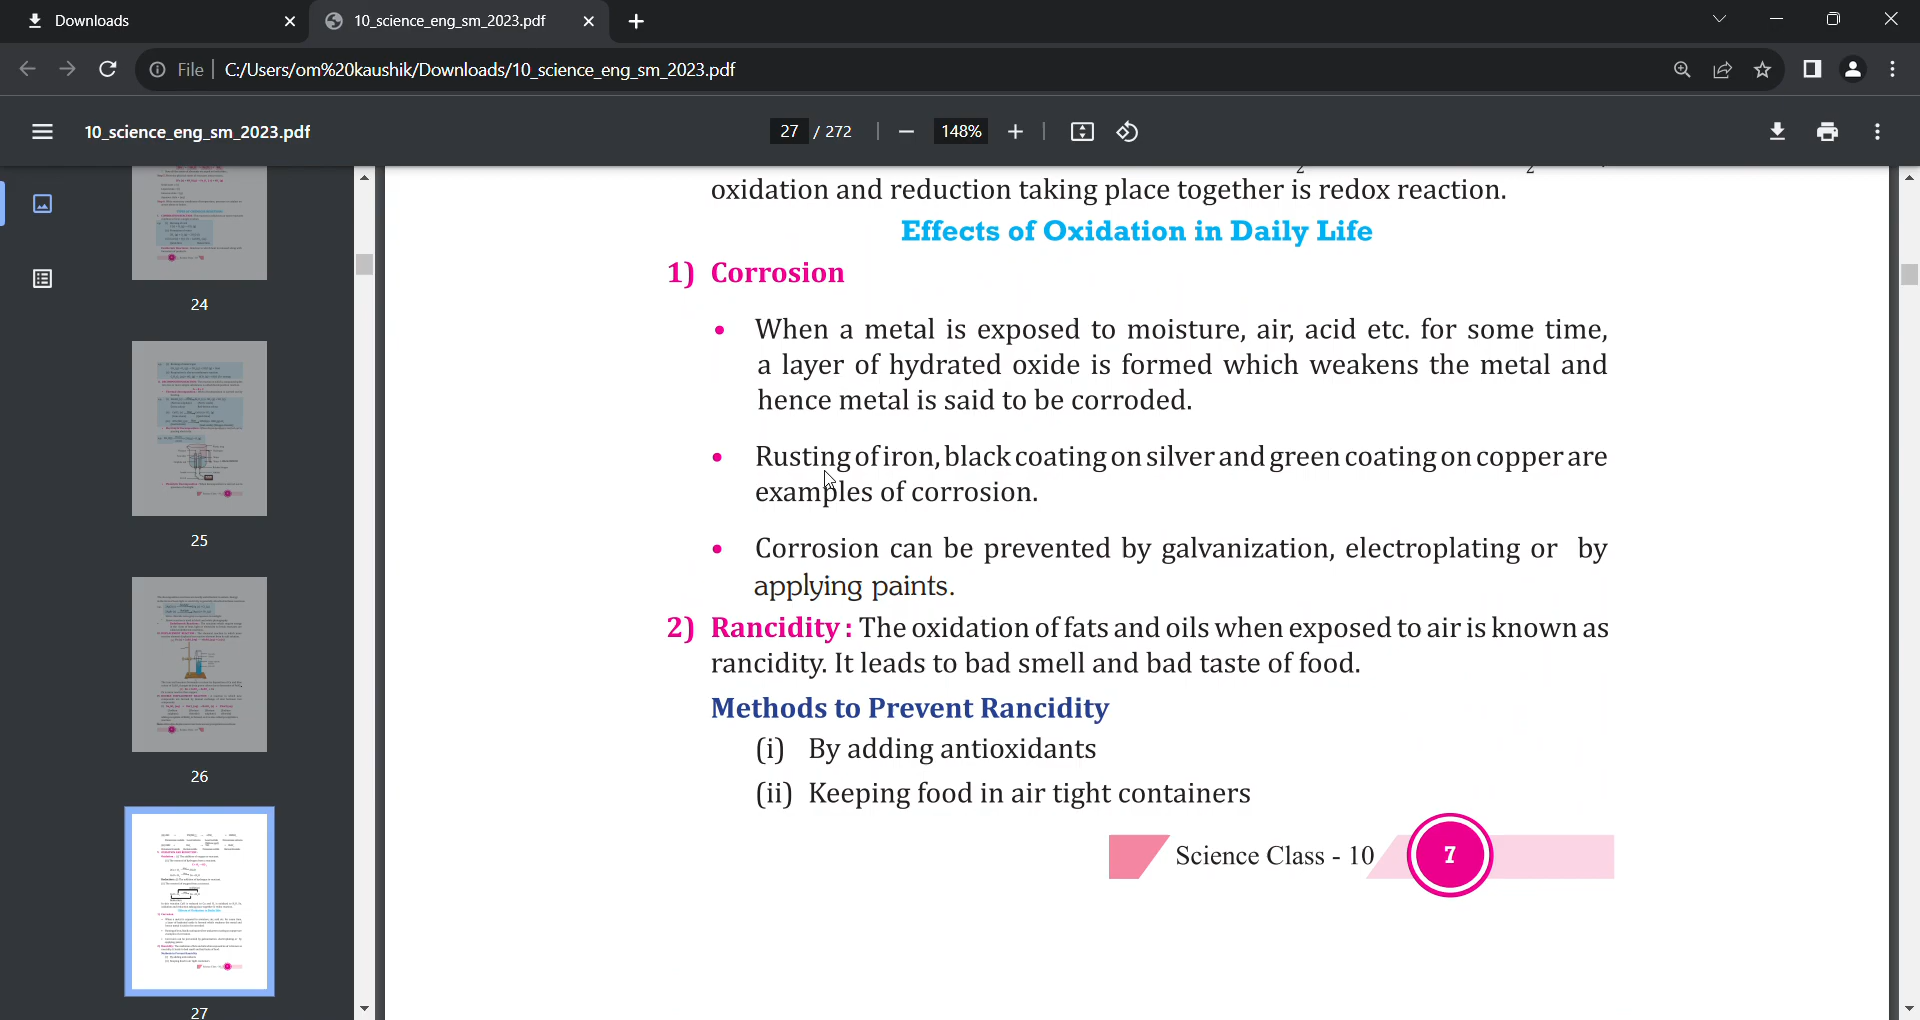 Downloads
10_science_eng_sm_2023.pdf
File
C:/Users/om%20kaushik/Downloads/10_science_eng_sm_2023.pdf
10_science_eng_sm_2023.pdf
27 / 272
148%
24
25
26
27
oxidation and reduction taking place together is redox reaction.
Effects of Oxidation in Daily Life
1) Corrosion
• When a metal is exposed to moisture, air, acid etc. for some time,
a layer of hydrated oxide is formed which weakens the metal and
hence metal is said to be corroded.
• Rusting of iron, black coating on silver and green coating on copper are
examples of corrosion.
• Corrosion can be prevented by galvanization, electroplating or by
applying paints.
2) Rancidity : The oxidation of fats and oils when exposed to air is known as
rancidity. It leads to bad smell and bad taste of food.
Methods to Prevent Rancidity
(i) By adding antioxidants
(ii) Keeping food in air tight containers
Science Class - 10
7